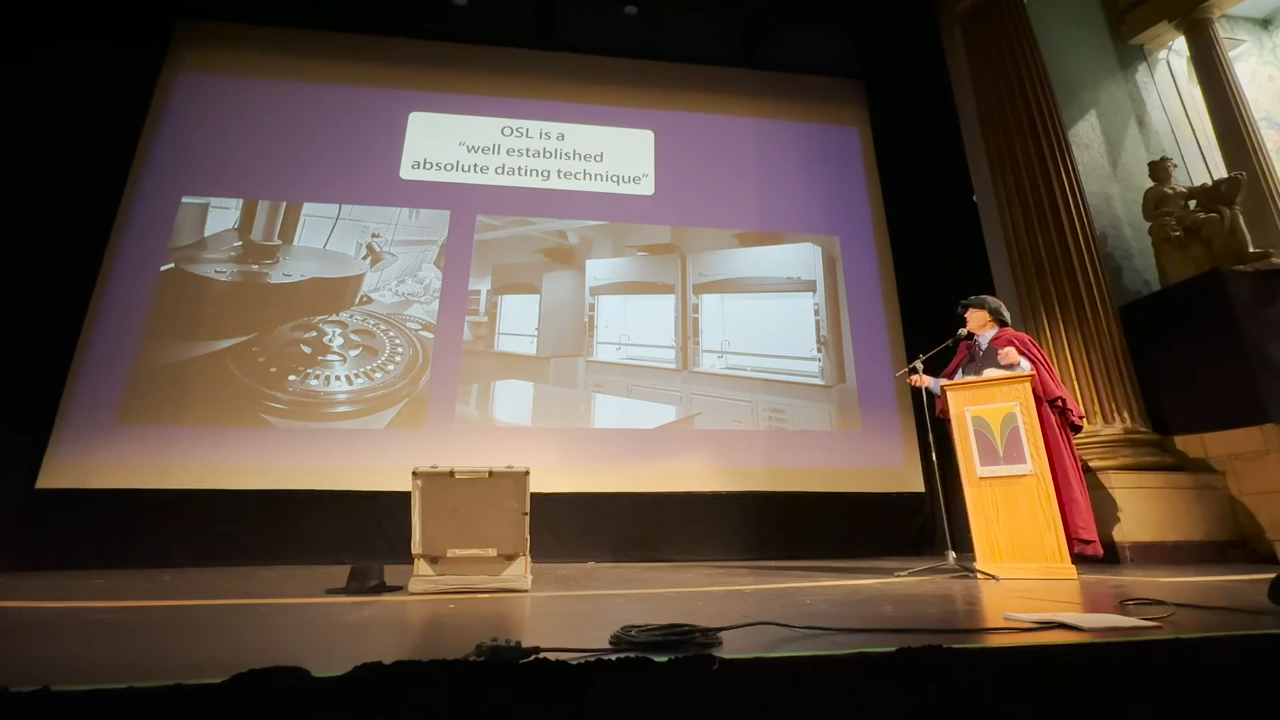 OSL is a
“well established
absolute dating technique”